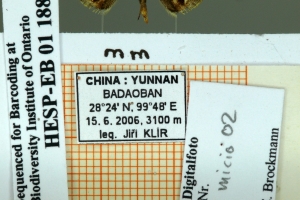 Sequenced for Barcoding at
Biodiversity Institute of Ontario
HESP-EB 01 188
mm
CHINA : YUNNAN
BADAOBAN
28°24' N, 99°48' E
15. 6. 2006, 3100 m
leg. Jiří KLÍR
Digitalfoto
Nr.
micio 02
Brockmann